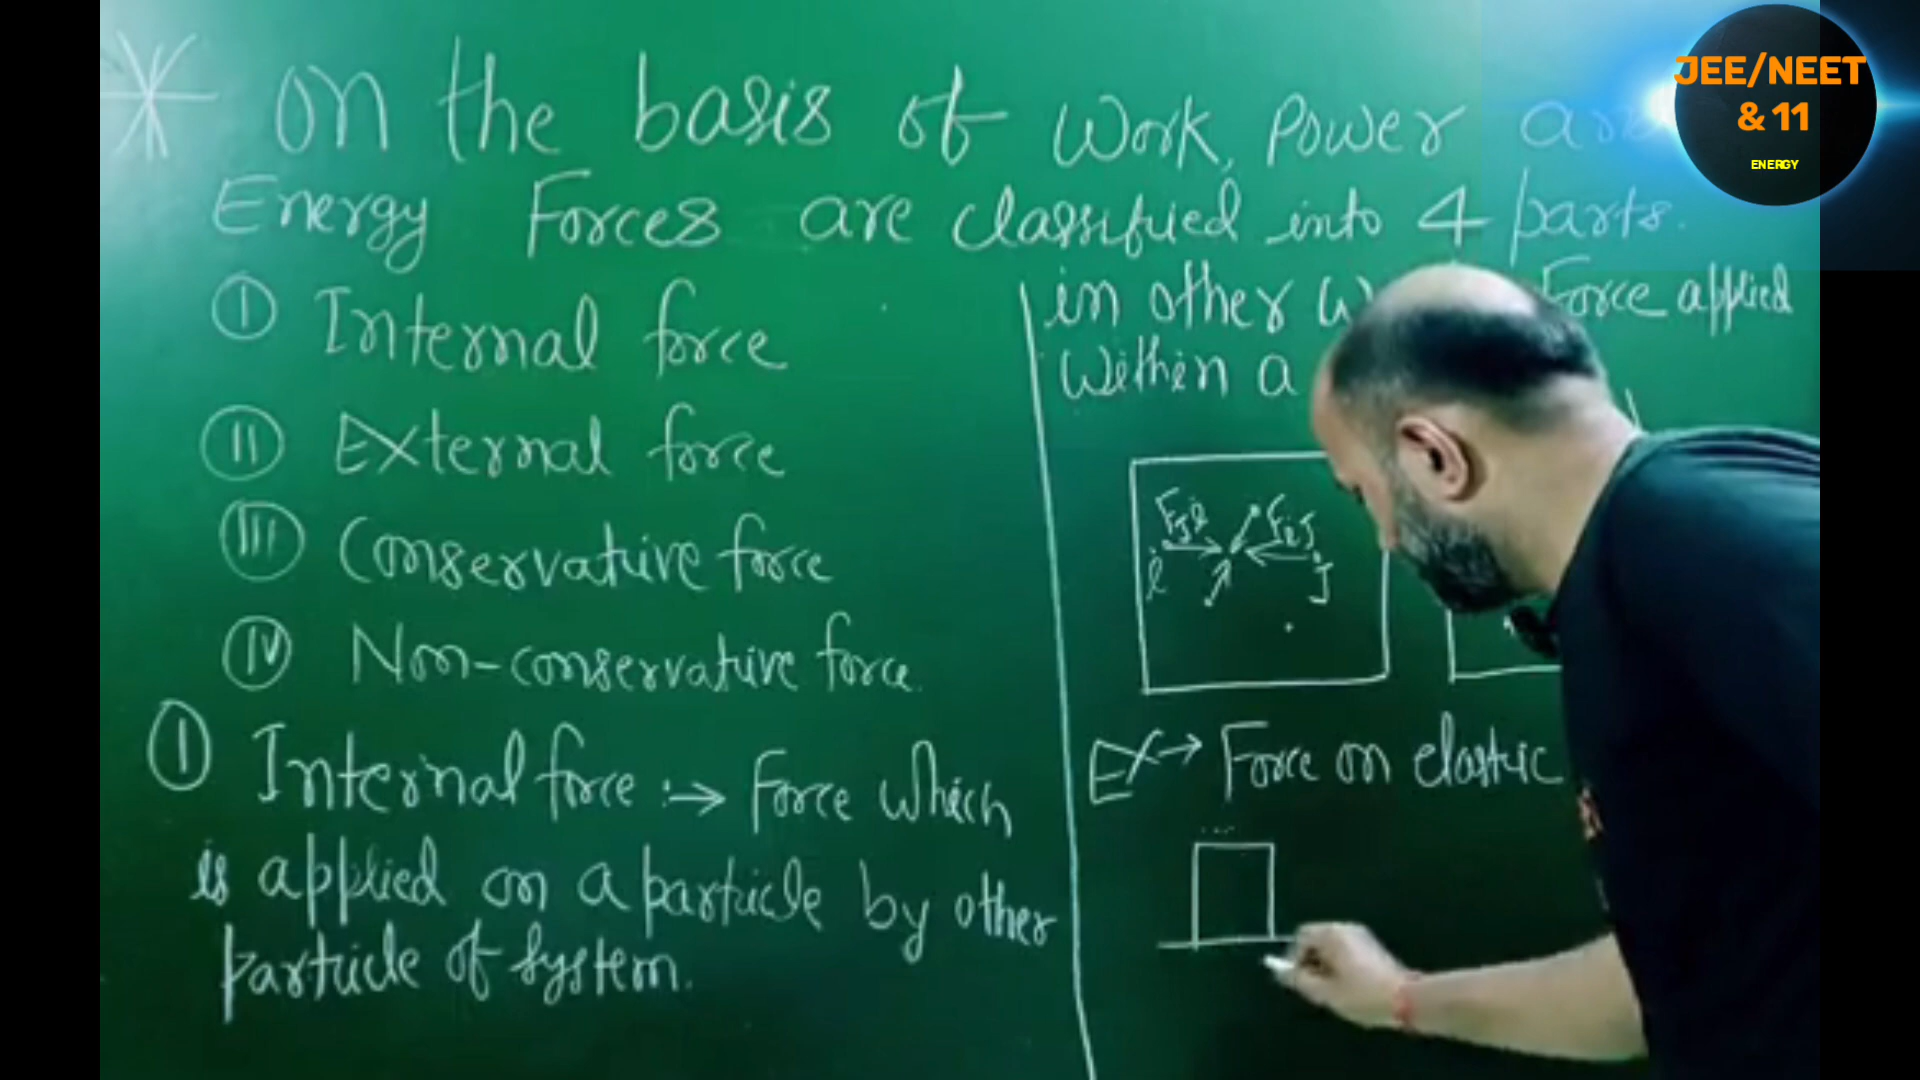 On the basis of Work, Power
Energy Forces are classified into 4 parts.
I Internal force
II External force
III Conservative force
IV Non-conservative force.
I Internal force :→ Force which
is applied on a particle by other
particle of system.
in other Force applied
Within a
Fji Fij
i J
EX→ Force on elastic
JEE/NEET
& 11
ENERGY